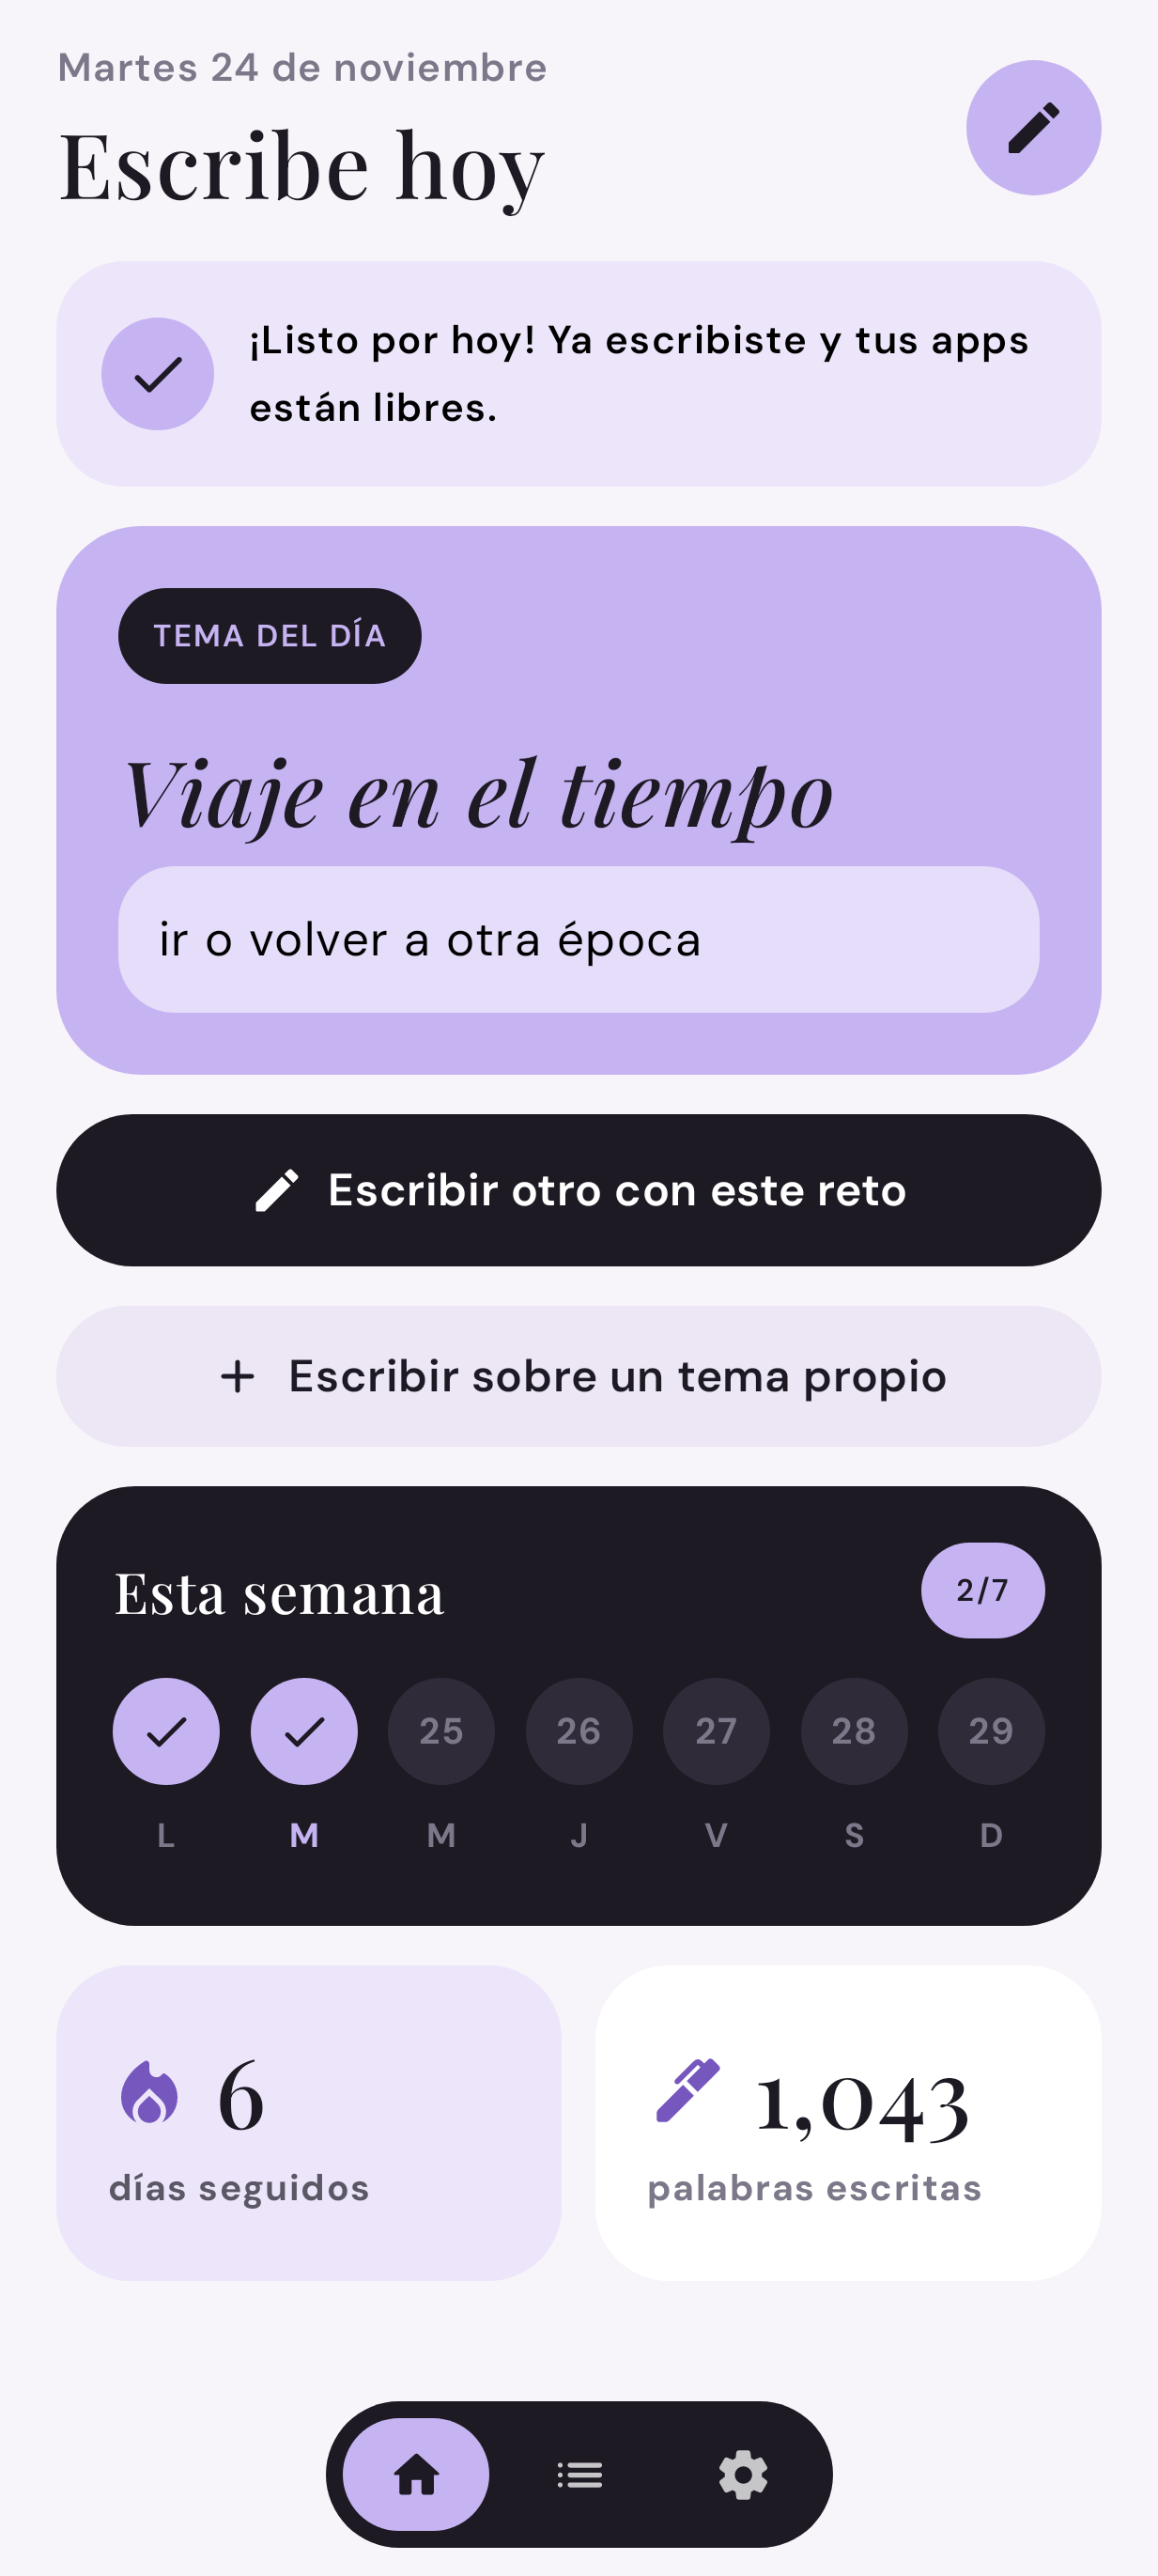 Martes 24 de noviembre
Escribe hoy
¡Listo por hoy! Ya escribiste y tus apps
están libres.
TEMA DEL DÍA
Viaje en el tiempo
ir o volver a otra época
Escribir otro con este reto
Escribir sobre un tema propio
Esta semana
2/7
25 26 27 28 29
L M M J V S D
6
días seguidos
1,043
palabras escritas